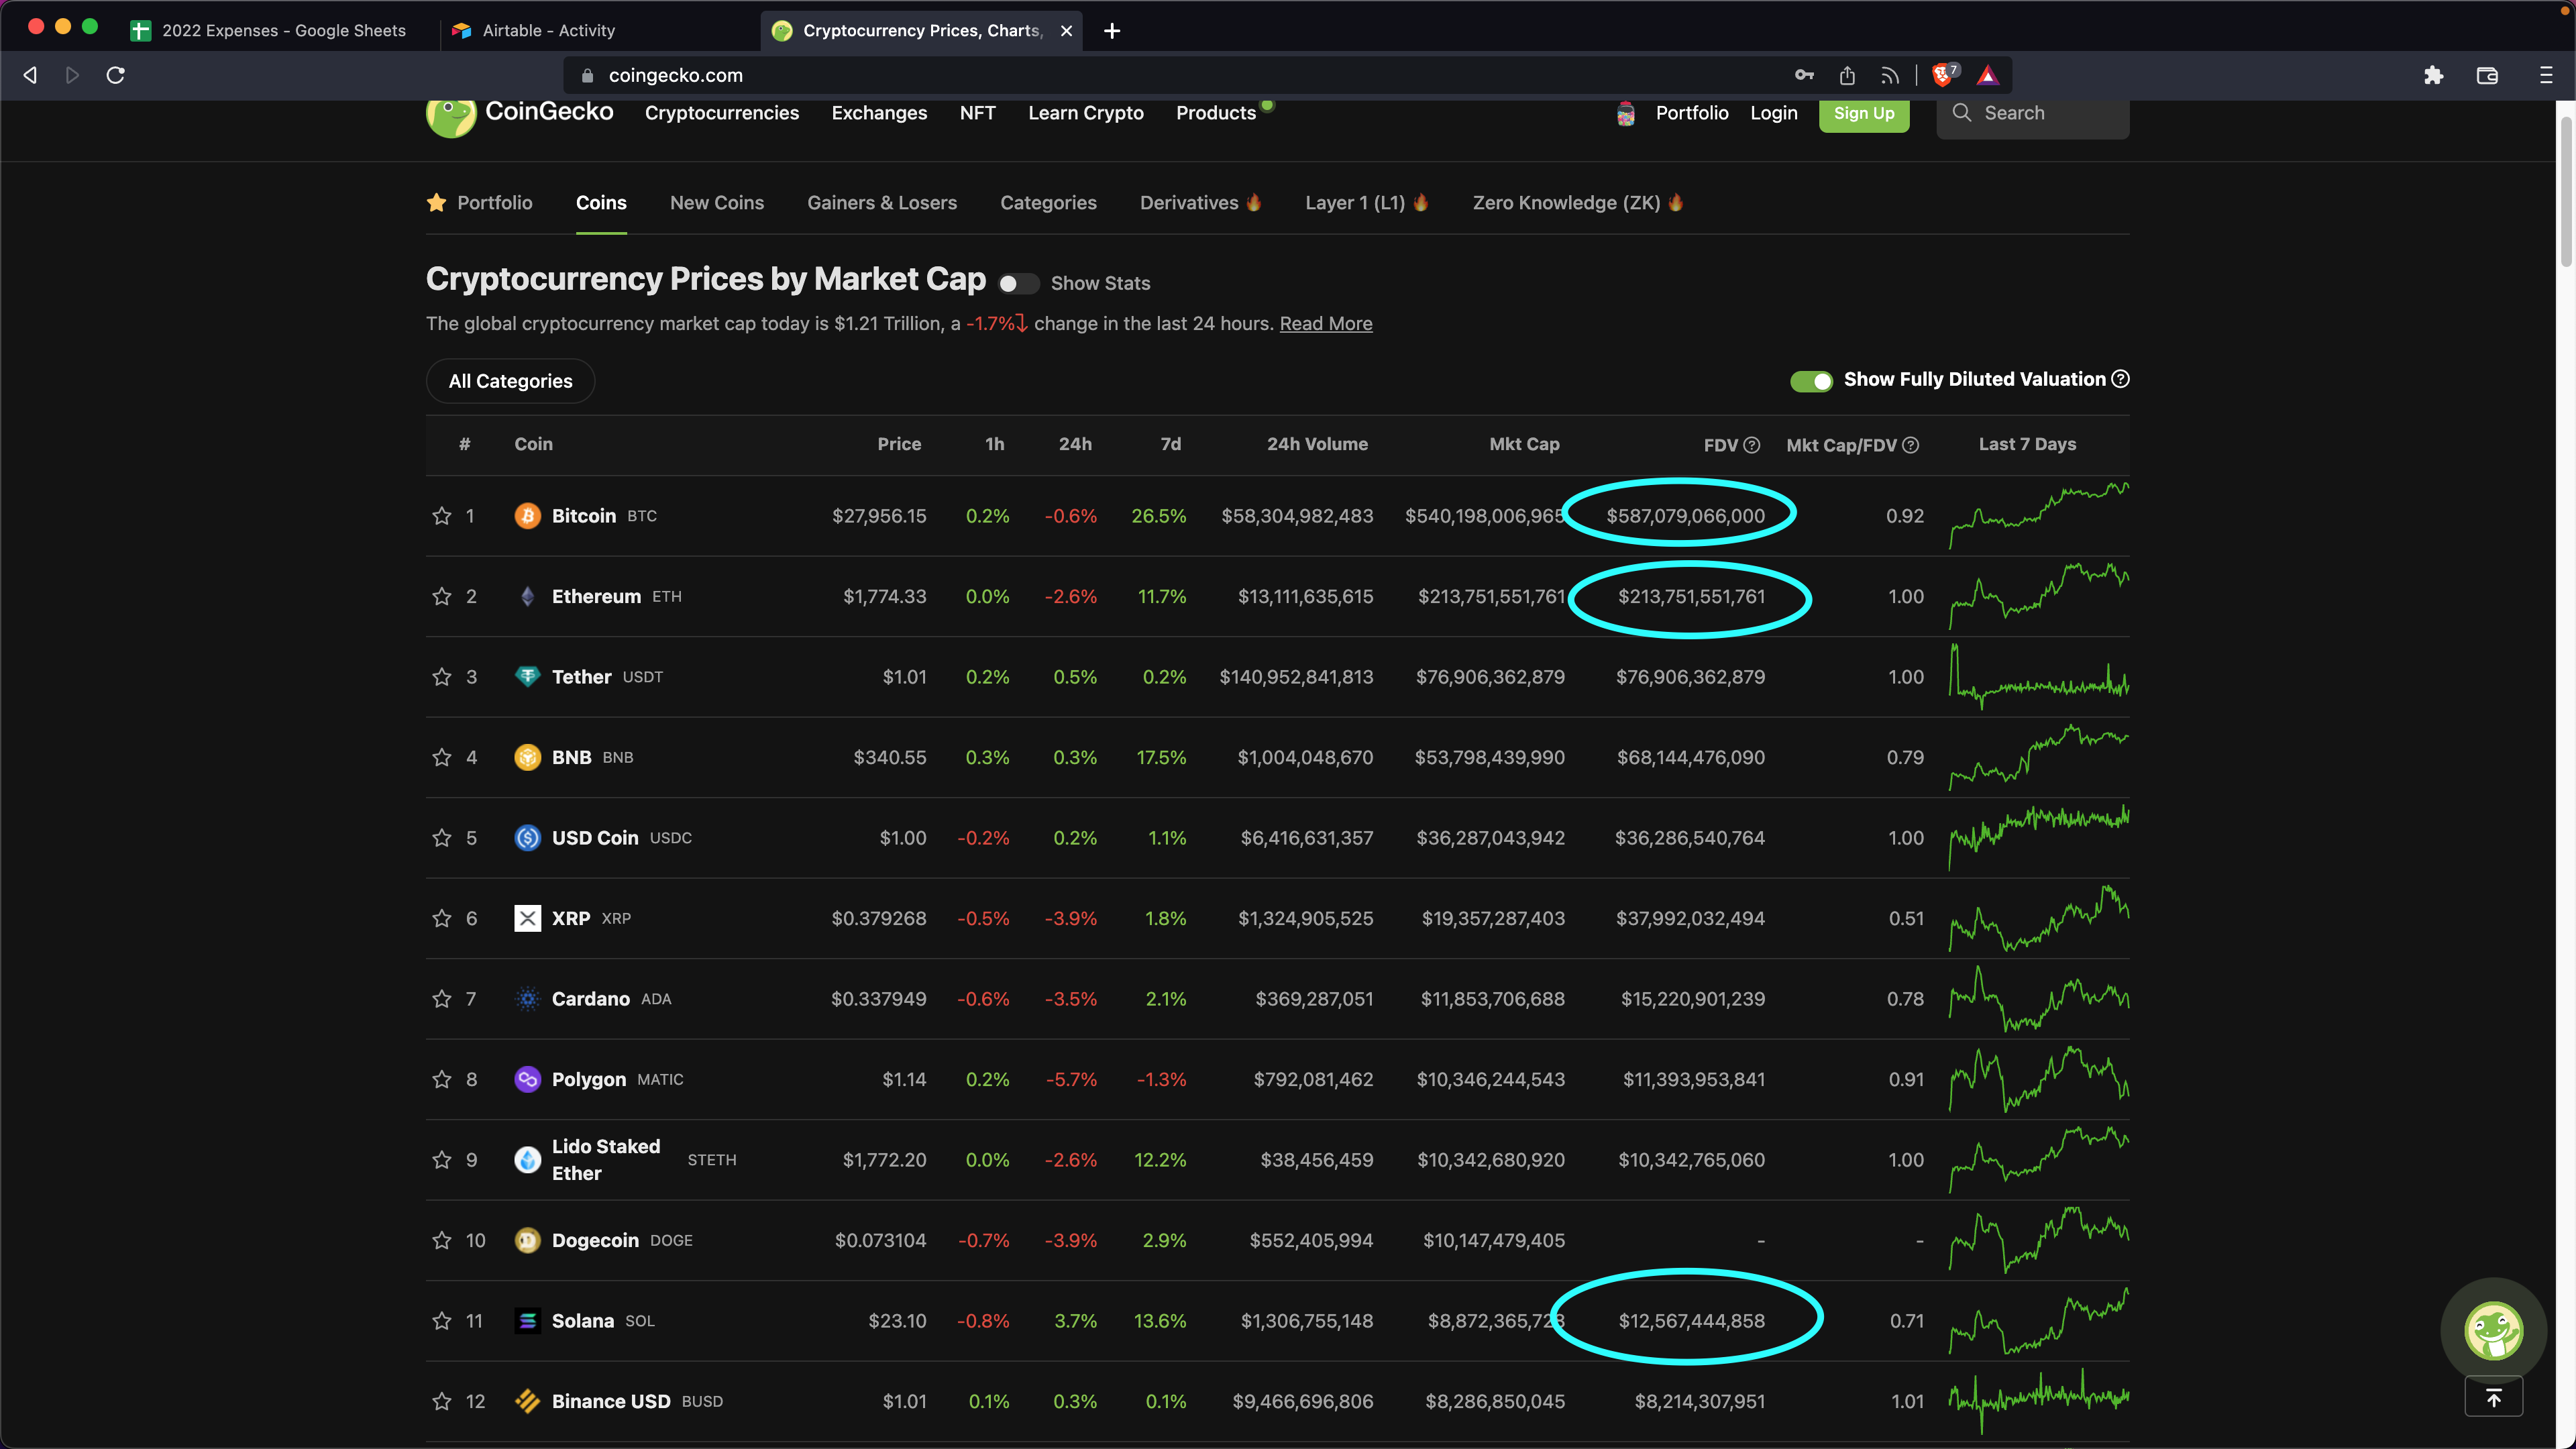 2022 Expenses - Google Sheets Airtable - Activity Cryptocurrency Prices, Charts,
coingecko.com 7
CoinGecko Cryptocurrencies Exchanges NFT Learn Crypto Products Portfolio Login Sign Up Search
Portfolio Coins New Coins Gainers & Losers Categories Derivatives Layer 1 (L1) Zero Knowledge (ZK)
Cryptocurrency Prices by Market Cap Show Stats
The global cryptocurrency market cap today is $1.21 Trillion, a -1.7% change in the last 24 hours. Read More
All Categories Show Fully Diluted Valuation
# Coin Price 1h 24h 7d 24h Volume Mkt Cap FDV Mkt Cap/FDV Last 7 Days
1 Bitcoin BTC $27,956.15 0.2% -0.6% 26.5% $58,304,982,483 $540,198,006,965 $587,079,066,000 0.92
2 Ethereum ETH $1,774.33 0.0% -2.6% 11.7% $13,111,635,615 $213,751,551,761 $213,751,551,761 1.00
3 Tether USDT $1.01 0.2% 0.5% 0.2% $140,952,841,813 $76,906,362,879 $76,906,362,879 1.00
4 BNB BNB $340.55 0.3% 0.3% 17.5% $1,004,048,670 $53,798,439,990 $68,144,476,090 0.79
5 USD Coin USDC $1.00 -0.2% 0.2% 1.1% $6,416,631,357 $36,287,043,942 $36,286,540,764 1.00
6 XRP XRP $0.379268 -0.5% -3.9% 1.8% $1,324,905,525 $19,357,287,403 $37,992,032,494 0.51
7 Cardano ADA $0.337949 -0.6% -3.5% 2.1% $369,287,051 $11,853,706,688 $15,220,901,239 0.78
8 Polygon MATIC $1.14 0.2% -5.7% -1.3% $792,081,462 $10,346,244,543 $11,393,953,841 0.91
9 Lido Staked Ether STETH $1,772.20 0.0% -2.6% 12.2% $38,456,459 $10,342,680,920 $10,342,765,060 1.00
10 Dogecoin DOGE $0.073104 -0.7% -3.9% 2.9% $552,405,994 $10,147,479,405 - -
11 Solana SOL $23.10 -0.8% 3.7% 13.6% $1,306,755,148 $8,872,365,723 $12,567,444,858 0.71
12 Binance USD BUSD $1.01 0.1% 0.3% 0.1% $9,466,696,806 $8,286,850,045 $8,214,307,951 1.01